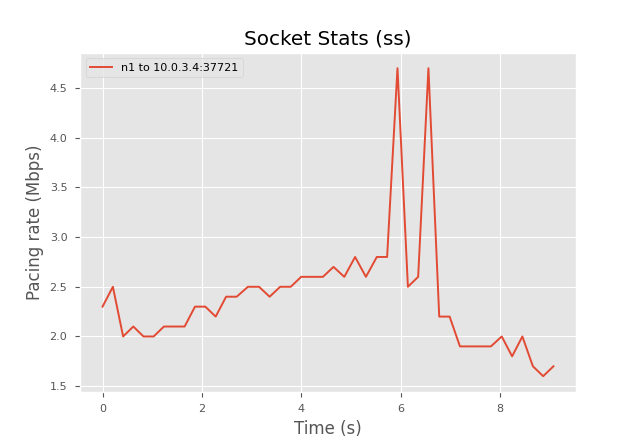 Socket Stats (ss)
n1 to 10.0.3.4:37721
Pacing rate (Mbps)
4.5
4.0
3.5
3.0
2.5
2.0
1.5
0 2 4 6 8
Time (s)